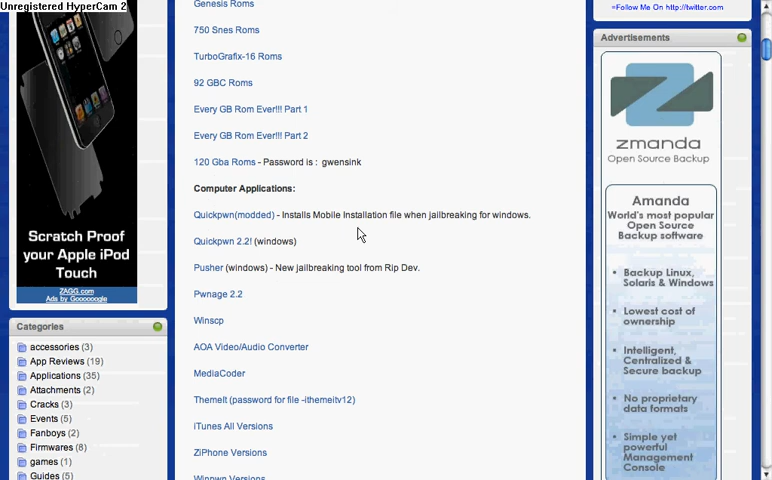 Unregistered HyperCam 2
Scratch Proof
your Apple iPod
Touch
ZAGG.com
Ads by Goooooogle
Categories
accessories (3)
App Reviews (19)
Applications (35)
Attachments (2)
Cracks (3)
Events (5)
Fanboys (2)
Firmwares (8)
games (1)
Guides (5)
Genesis Roms
750 Snes Roms
TurboGrafix-16 Roms
92 GBC Roms
Every GB Rom Ever!!! Part 1
Every GB Rom Ever!!! Part 2
120 Gba Roms - Password is : gwensink
Computer Applications:
Quickpwn(modded) - Installs Mobile Installation file when jailbreaking for windows.
Quickpwn 2.2! (windows)
Pusher (windows) - New jailbreaking tool from Rip Dev.
Pwnage 2.2
Winscp
AOA Video/Audio Converter
MediaCoder
ThemeIt (password for file -ithemeitv12)
iTunes All Versions
ZiPhone Versions
Winpwn Versions
=Follow Me On http://twitter.com
Advertisements
zmanda
Open Source Backup
Amanda
World's most popular
Open Source
Backup software
• Backup Linux,
Solaris & Windows
• Lowest cost of
ownership
• Intelligent,
Centralized &
Secure backup
• No proprietary
data formats
• Simple yet
powerful
Management
Console